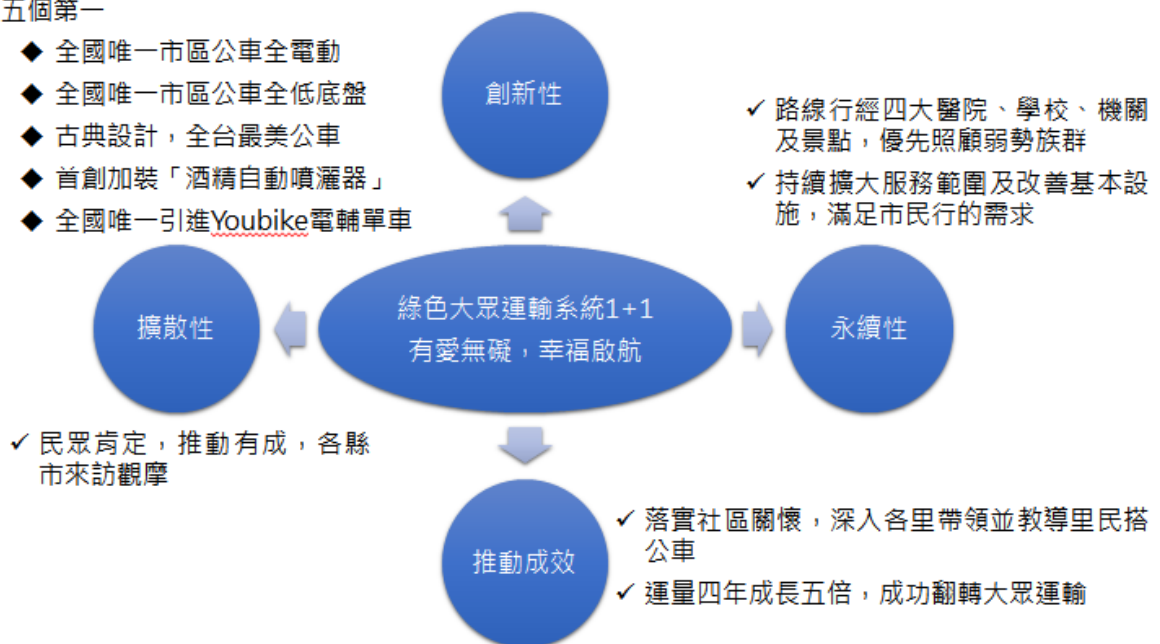 五個第一
◆ 全國唯一市區公車全電動
◆ 全國唯一市區公車全低底盤
◆ 古典設計，全台最美公車
◆ 首創加裝「酒精自動噴灑器」
◆ 全國唯一引進Youbike電輔單車
創新性
✓ 路線行經四大醫院、學校、機關
及景點，優先照顧弱勢族群
✓ 持續擴大服務範圍及改善基本設
施，滿足市民行的需求
擴散性
綠色大眾運輸系統1+1
有愛無礙，幸福啟航
永續性
✓ 民眾肯定，推動有成，各縣
市來訪觀摩
推動成效
✓ 落實社區關懷，深入各里帶領並教導里民搭
公車
✓ 運量四年成長五倍，成功翻轉大眾運輸